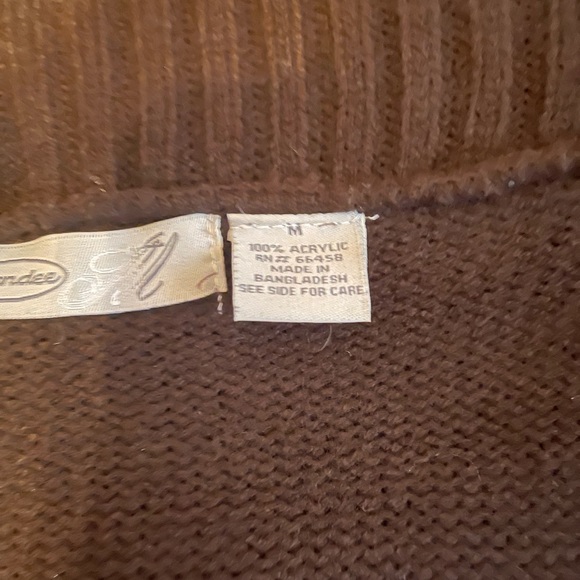 M
100% ACRYLIC
RN# 66458
MADE IN
BANGLADESH
SEE SIDE FOR CARE